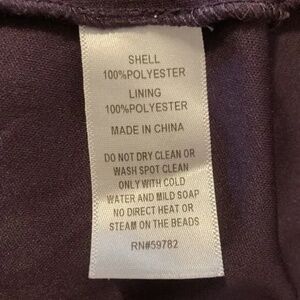 SHELL
100%POLYESTER
LINING
100%POLYESTER
MADE IN CHINA
DO NOT DRY CLEAN OR
WASH SPOT CLEAN
ONLY WITH COLD
WATER AND MILD SOAP
NO DIRECT HEAT OR
STEAM ON THE BEADS
RN#59782